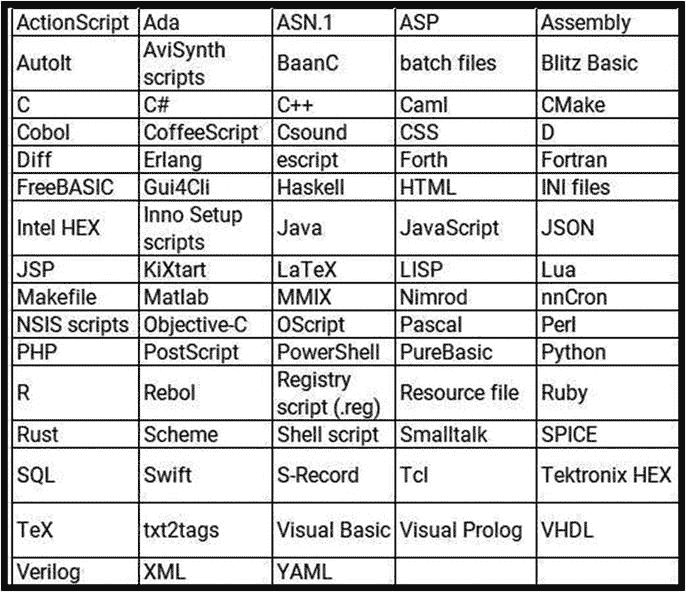 ActionScript Ada ASN.1 ASP Assembly
AutoIt AviSynth scripts BaanC batch files Blitz Basic
C C# C++ Caml CMake
Cobol CoffeeScript Csound CSS D
Diff Erlang escript Forth Fortran
FreeBASIC Gui4Cli Haskell HTML INI files
Intel HEX Inno Setup scripts Java JavaScript JSON
JSP KiXtart LaTeX LISP Lua
Makefile Matlab MMIX Nimrod nnCron
NSIS scripts Objective-C OScript Pascal Perl
PHP PostScript PowerShell PureBasic Python
R Rebol Registry script (.reg) Resource file Ruby
Rust Scheme Shell script Smalltalk SPICE
SQL Swift S-Record Tcl Tektronix HEX
TeX txt2tags Visual Basic Visual Prolog VHDL
Verilog XML YAML